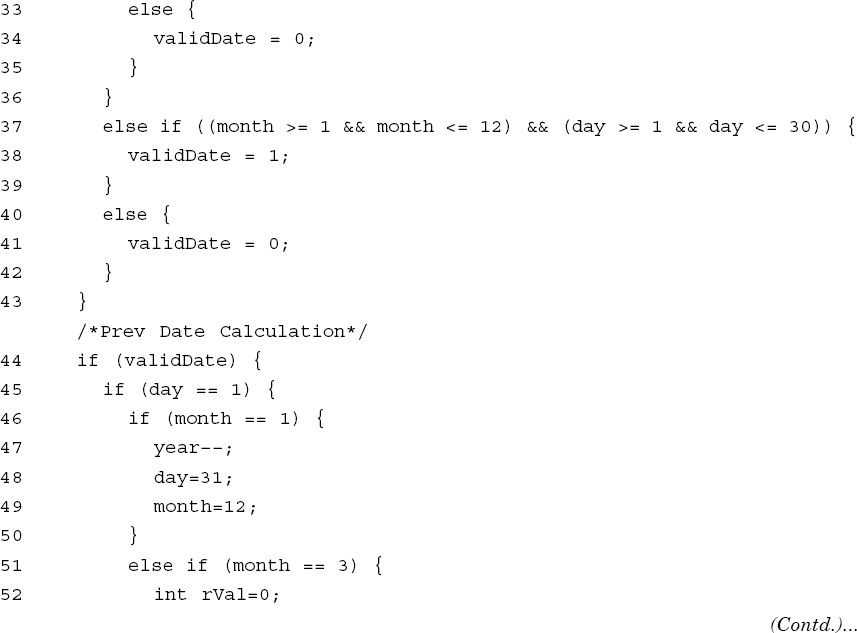 33 else {
34 validDate = 0;
35 }
36 }
37 else if ((month >= 1 && month <= 12) && (day >= 1 && day <= 30)) {
38 validDate = 1;
39 }
40 else {
41 validDate = 0;
42 }
43 }
/*Prev Date Calculation*/
44 if (validDate) {
45 if (day == 1) {
46 if (month == 1) {
47 year--;
48 day=31;
49 month=12;
50 }
51 else if (month == 3) {
52 int rVal=0;
(Contd.)...